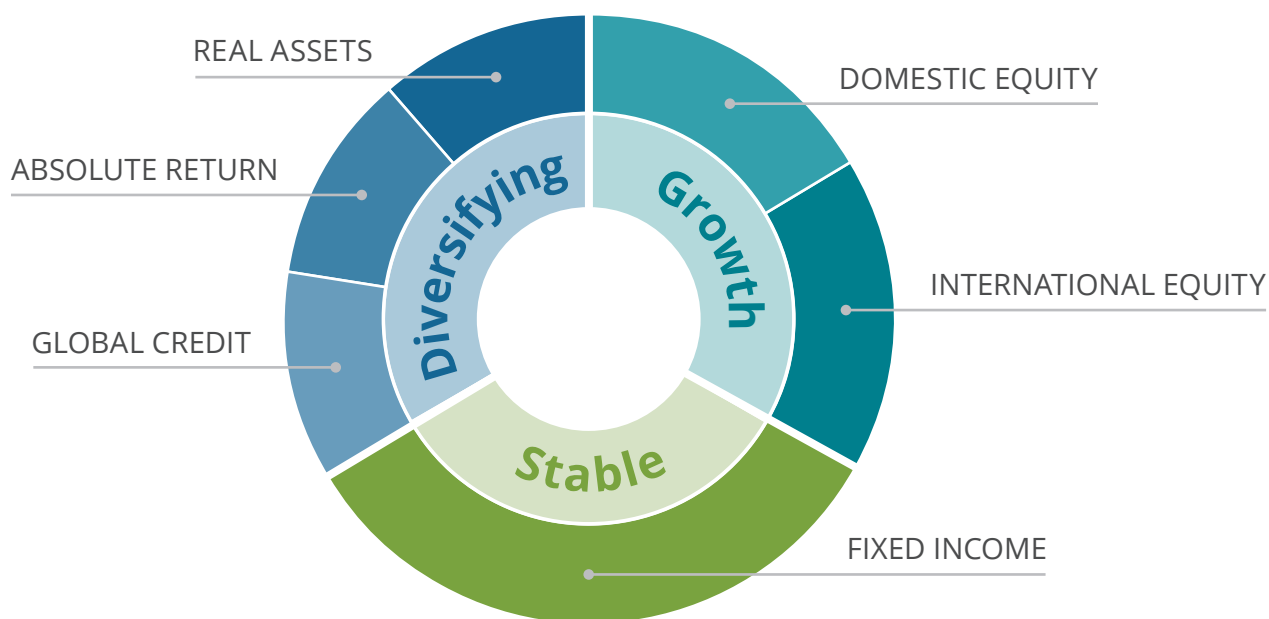 REAL ASSETS
DOMESTIC EQUITY
ABSOLUTE RETURN
Diversifying
Growth
INTERNATIONAL EQUITY
GLOBAL CREDIT
Stable
FIXED INCOME